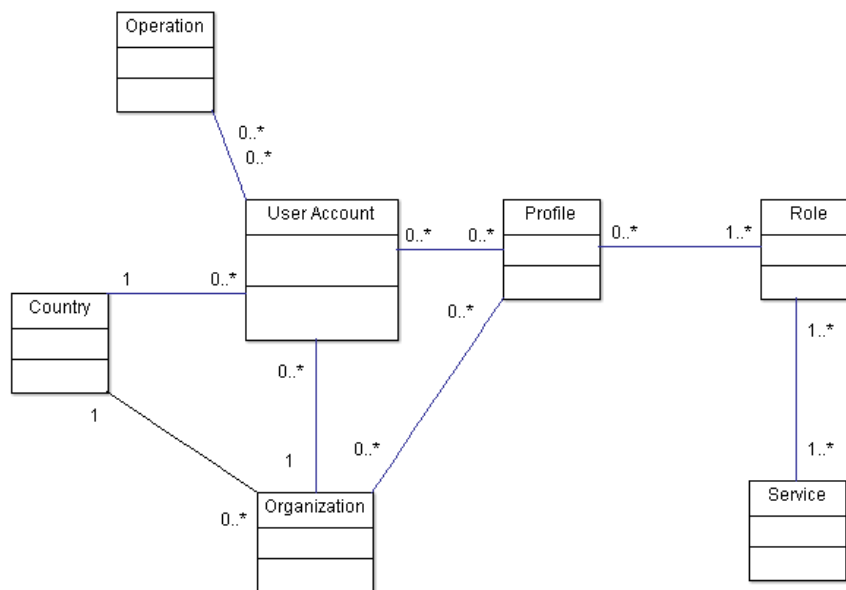 Operation
0..*
0..*
User Account
Profile
Role
0..*
0..*
0..*
1..*
1
0..*
Country
0..*
1..*
0..*
1
1
0..*
1..*
0..*
Organization
Service